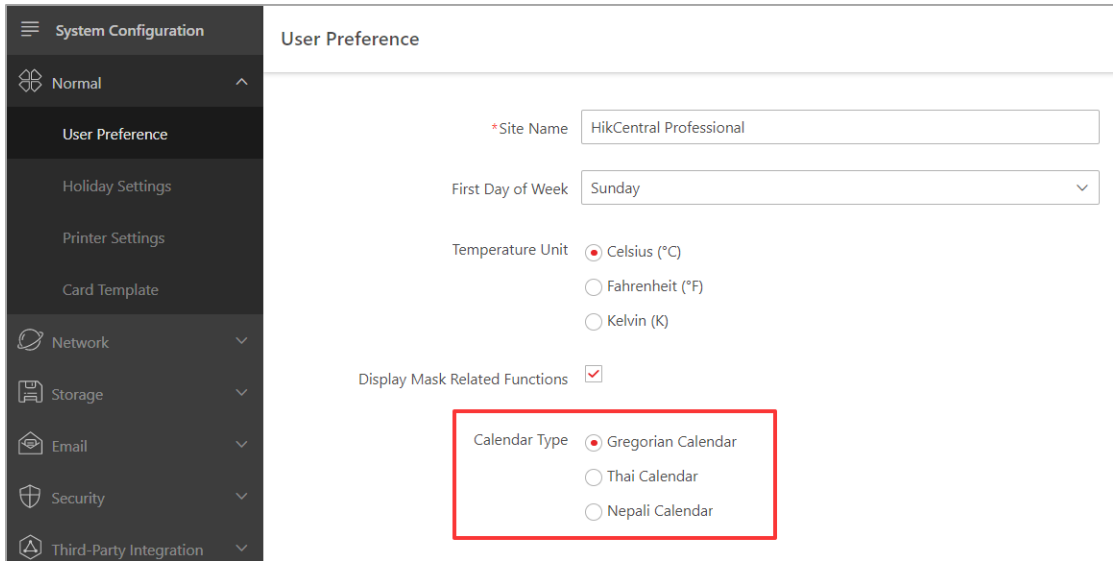 System Configuration
User Preference
Normal
User Preference
Holiday Settings
Printer Settings
Card Template
Network
Storage
Email
Security
Third-Party Integration
*Site Name HikCentral Professional
First Day of Week Sunday
Temperature Unit Celsius (°C)
Fahrenheit (°F)
Kelvin (K)
Display Mask Related Functions
Calendar Type Gregorian Calendar
Thai Calendar
Nepali Calendar